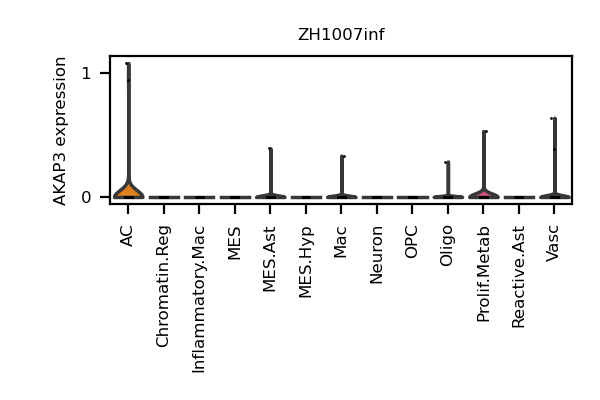 ZH1007inf
AKAP3 expression
1
0
AC
Chromatin.Reg
Inflammatory.Mac
MES
MES.Ast
MES.Hyp
Mac
Neuron
OPC
Oligo
Prolif.Metab
Reactive.Ast
Vasc